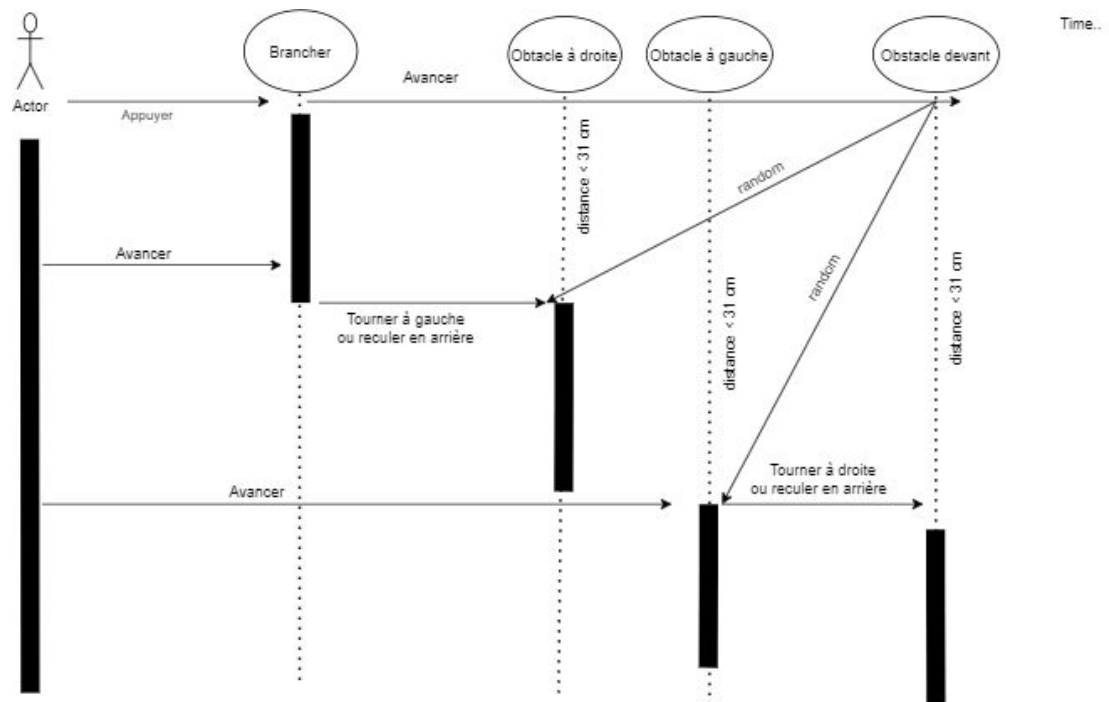 Time..
Brancher
Obtacle à droite
Obtacle à gauche
Obstacle devant
Avancer
Actor
Appuyer
distance < 31 cm
random
Avancer
random
distance < 31 cm
distance < 31 cm
Tourner à gauche
ou reculer en arrière
Tourner à droite
ou reculer en arrière
Avancer